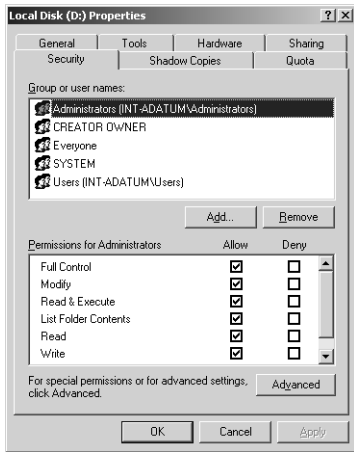 Local Disk (D:) Properties
General Tools Hardware Sharing
Security Shadow Copies Quota
Group or user names:
Administrators (INT-ADATUM\Administrators)
CREATOR OWNER
Everyone
SYSTEM
Users (INT-ADATUM\Users)
Add... Remove
Permissions for Administrators Allow Deny
Full Control
Modify
Read & Execute
List Folder Contents
Read
Write
For special permissions or for advanced settings, Advanced
click Advanced.
OK Cancel Apply